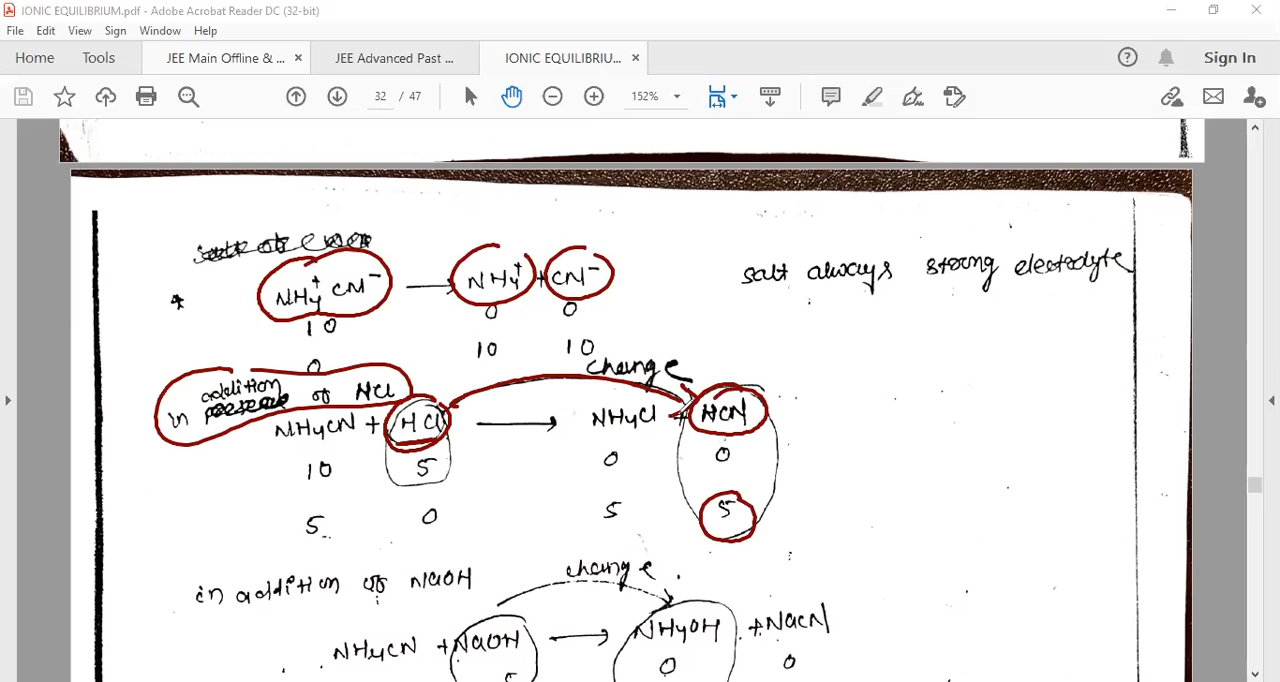 IONIC EQUILIBRIUM.pdf - Adobe Acrobat Reader DC (32-bit)
File Edit View Sign Window Help
Home Tools JEE Main Offline & ... × JEE Advanced Past ... IONIC EQUILIBRIU... × Sign In
32 / 47 152%
* NH4+ CN- → NH4+ + CN- salt always strong electrolyte
10 0 0
0 10 10
change
in addition of HCl
NH4CN + HCl → NH4Cl + HCN
10 5 0 0
5 0 5 5
in addition of NaOH change
NH4CN + NaOH → NH4OH + NaCN
5 0 0